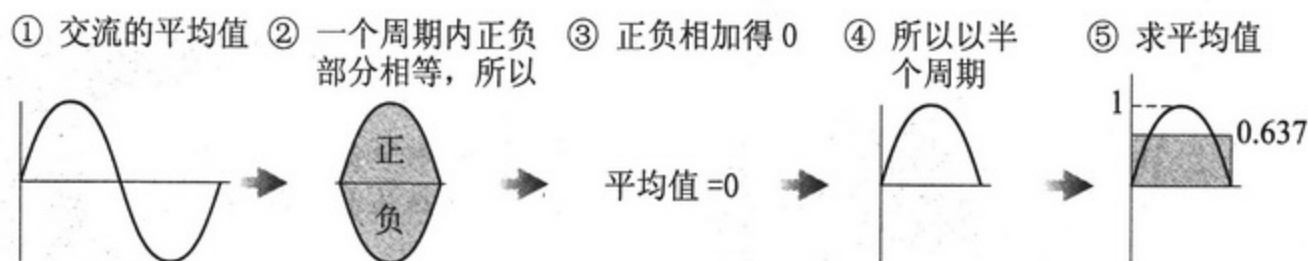 ① 交流的平均值
② 一个周期内正负
部分相等，所以
③ 正负相加得 0
④ 所以以半
个周期
⑤ 求平均值
正
负
平均值 =0
1
0.637